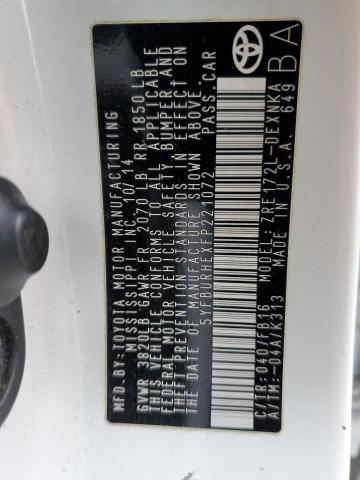 MFD.BY: TOYOTA MOTOR MANUFACTURING
MISSISSIPPI INC. 10/14
GVWR 3820LB GAWR FR 2070 LB RR 1850 LB
THIS VEHICLE CONFORMS TO ALL APPLICABLE
FEDERAL MOTOR VEHICLE SAFETY, BUMPER AND
THEFT PREVENTION STANDARDS IN EFFECT ON
THE DATE OF MANUFACTURE SHOWN ABOVE.
5YFBURHEXFP221072 PASS.CAR
C/TR:040/FB36 MODEL: ZRE172L-DEXNKA
A/TM:-04A/K313 MADE IN U.S.A. 649
BA